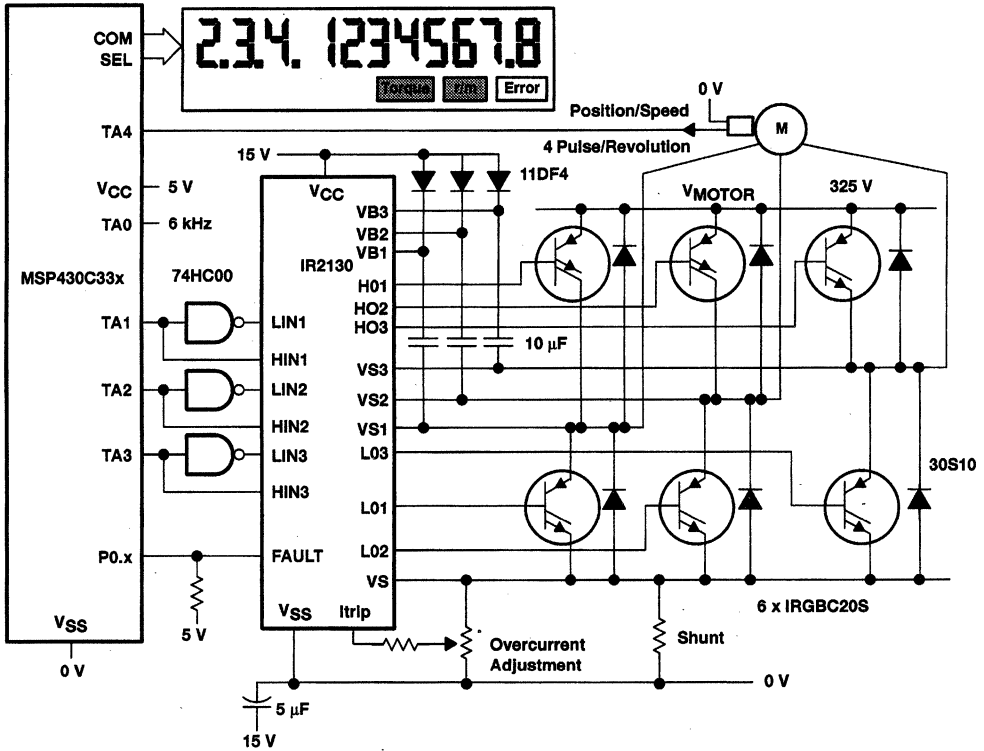 COM
SEL
2.3.4. 1234567.8
Torque r/m Error
0 V
Position/Speed
TA4
M
4 Pulse/Revolution
15 V
VCC
5 V
VCC
11DF4
VMOTOR
325 V
TA0
6 kHz
VB3
VB2
VB1
MSP430C33x
74HC00
IR2130
H01
HO2
HO3
TA1
LIN1
10 µF
HIN1
VS3
TA2
LIN2
VS2
HIN2
VS1
TA3
LIN3
L03
30S10
HIN3
L01
L02
P0.x
FAULT
VS
6 x IRGBC20S
VSS
5 V
VSS
Itrip
Overcurrent
Adjustment
Shunt
0 V
0 V
5 µF
15 V